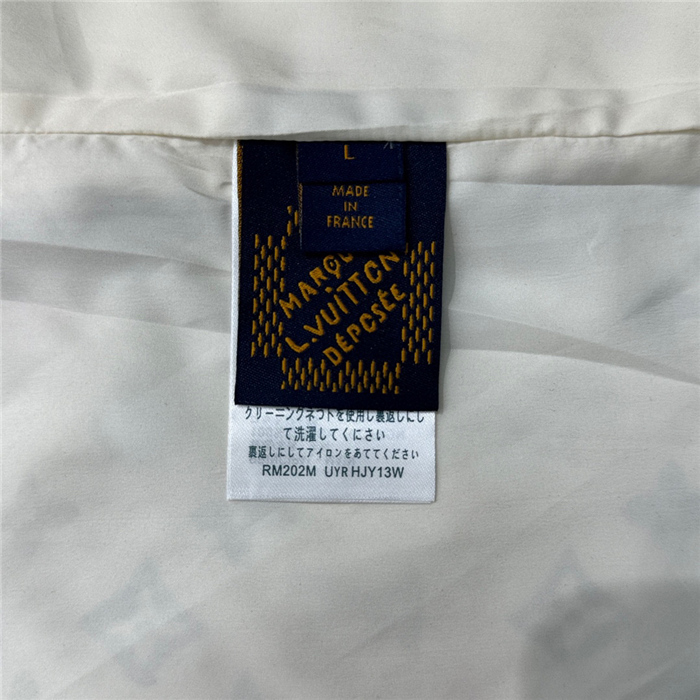 L
MADE
IN
FRANCE
L.VUITTON
DÉPOSÉE
クリーニングネットを使用し裏返しにし
て洗濯してください
裏返しにしてアイロンをあててください
RM202M UYR HJY13W